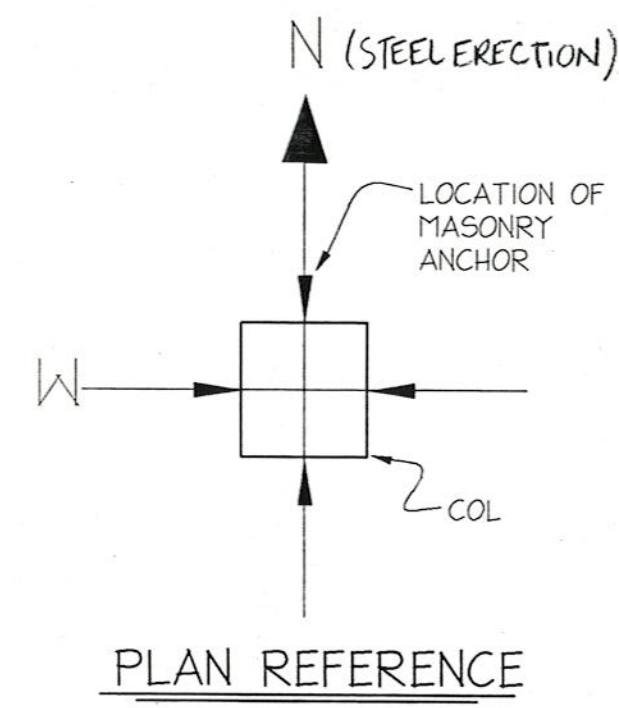 N (STEEL ERECTION)
LOCATION OF
MASONRY
ANCHOR
W
COL
PLAN REFERENCE